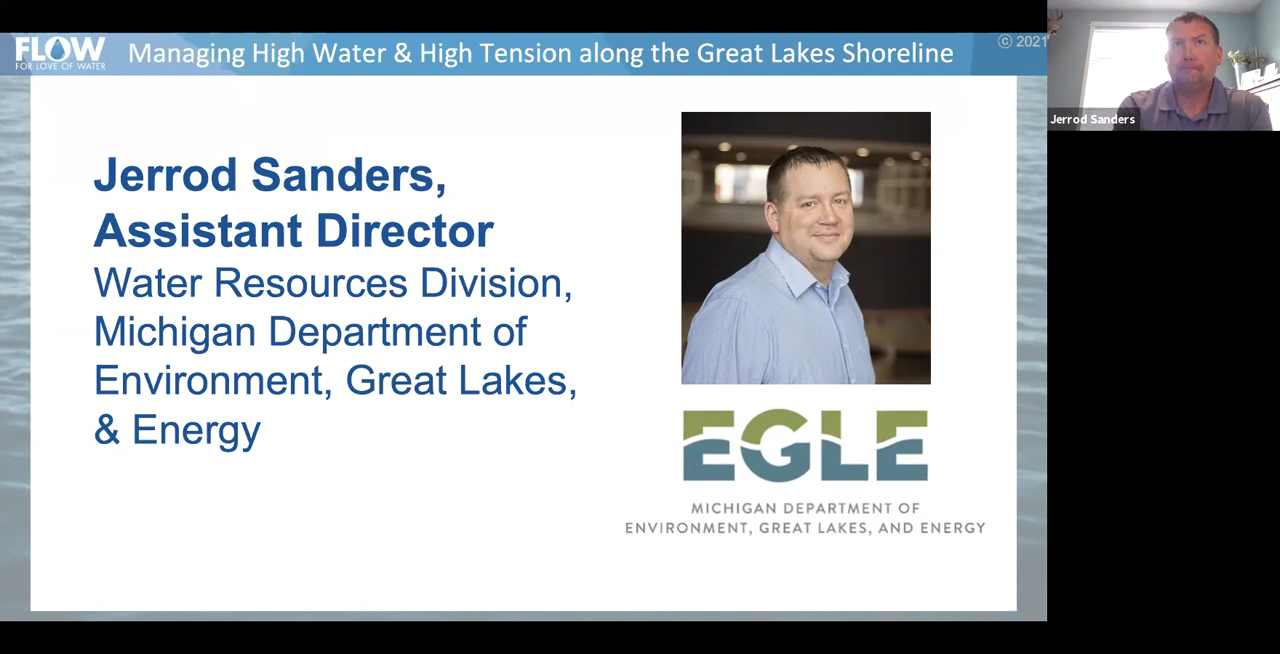 FLOW
FOR LOVE OF WATER
Managing High Water & High Tension along the Great Lakes Shoreline
© 2021
Jerrod Sanders
Jerrod Sanders,
Assistant Director
Water Resources Division,
Michigan Department of
Environment, Great Lakes,
& Energy
EGLE
MICHIGAN DEPARTMENT OF
ENVIRONMENT, GREAT LAKES, AND ENERGY